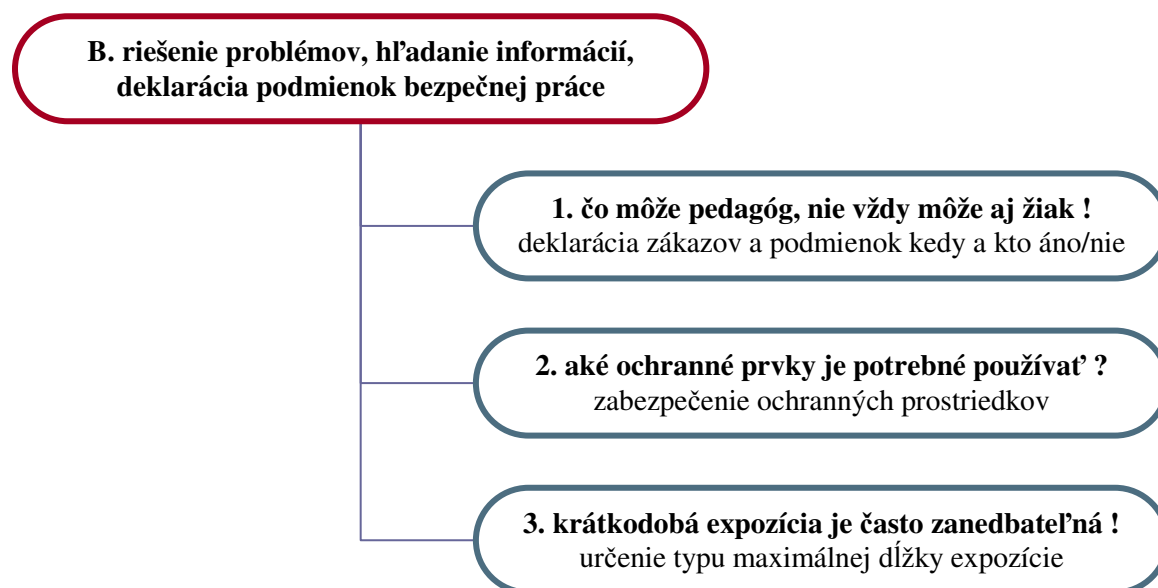 B. riešenie problémov, hľadanie informácií,
deklarácia podmienok bezpečnej práce
1. čo môže pedagóg, nie vždy môže aj žiak !
deklarácia zákazov a podmienok kedy a kto áno/nie
2. aké ochranné prvky je potrebné používať ?
zabezpečenie ochranných prostriedkov
3. krátkodobá expozícia je často zanedbateľná !
určenie typu maximálnej dĺžky expozície